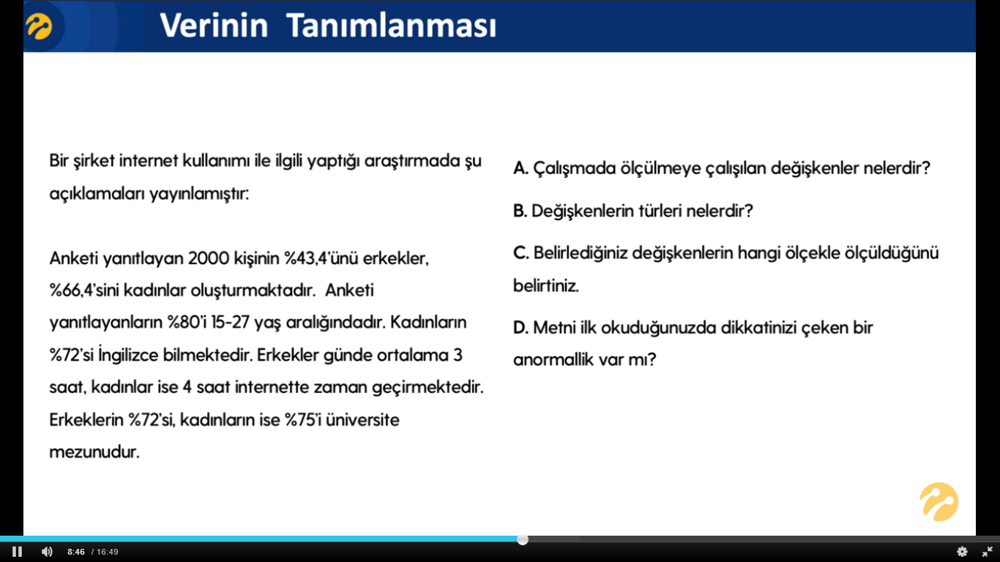 Verinin Tanımlanması
Bir şirket internet kullanımı ile ilgili yaptığı araştırmada şu
açıklamaları yayınlamıştır:
Anketi yanıtlayan 2000 kişinin %43,4’ünü erkekler,
%66,4’sini kadınlar oluşturmaktadır. Anketi
yanıtlayanların %80’i 15-27 yaş aralığındadır. Kadınların
%72’si İngilizce bilmektedir. Erkekler günde ortalama 3
saat, kadınlar ise 4 saat internette zaman geçirmektedir.
Erkeklerin %72’si, kadınların ise %75’i üniversite
mezunudur.
A. Çalışmada ölçülmeye çalışılan değişkenler nelerdir?
B. Değişkenlerin türleri nelerdir?
C. Belirlediğiniz değişkenlerin hangi ölçekle ölçüldüğünü
belirtiniz.
D. Metni ilk okuduğunuzda dikkatinizi çeken bir
anormallik var mı?
8:46 / 16:49